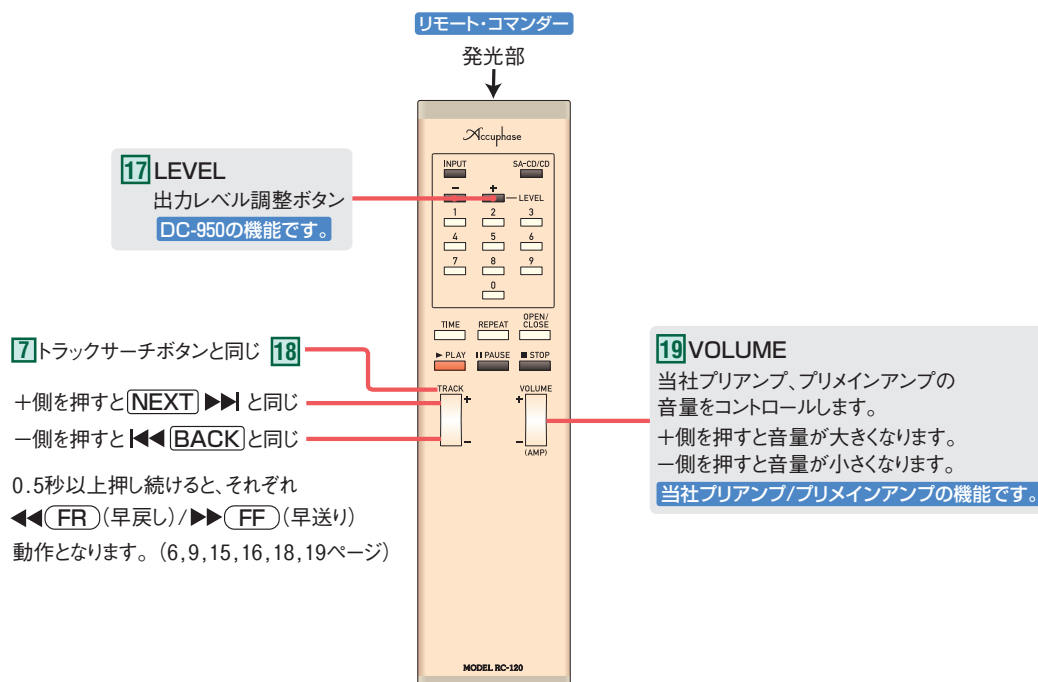 リモート・コマンダー
発光部
Accuphase
INPUT SA-CD/CD
− + LEVEL
1 2 3
4 5 6
7 8 9
0
TIME REPEAT OPEN/CLOSE
▶ PLAY ❚❚ PAUSE ■ STOP
TRACK VOLUME
+ +
− −
(AMP)
MODEL RC-120
17 LEVEL
出力レベル調整ボタン
DC-950の機能です。
7 トラックサーチボタンと同じ 18
＋側を押すと NEXT ▶▶| と同じ
−側を押すと |◀◀ BACK と同じ
0.5秒以上押し続けると、それぞれ
◀◀ FR (早戻し)/▶▶ FF (早送り)
動作となります。(6,9,15,16,18,19ページ)
19 VOLUME
当社プリアンプ、プリメインアンプの
音量をコントロールします。
＋側を押すと音量が大きくなります。
−側を押すと音量が小さくなります。
当社プリアンプ/プリメインアンプの機能です。